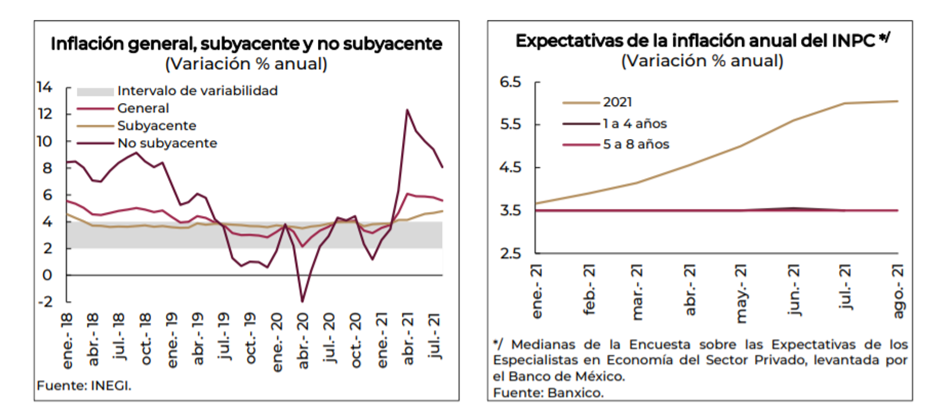 Inflación general, subyacente y no subyacente
(Variación % anual)
14
12
10
8
6
4
2
0
-2
Intervalo de variabilidad
General
Subyacente
No subyacente
ene.- 18
abr.- 18
jul.- 18
oct.- 18
ene.- 19
abr.- 19
jul.- 19
oct.- 19
ene.- 20
abr.- 20
jul.- 20
oct.- 20
ene.- 21
abr.- 21
jul.- 21
Fuente: INEGI.
Expectativas de la inflación anual del INPC */
(Variación % anual)
6.5
5.5
4.5
3.5
2.5
2021
1 a 4 años
5 a 8 años
ene.- 21
feb.- 21
mar.- 21
abr.- 21
may.- 21
jun.- 21
jul.- 21
ago.- 21
*/ Medianas de la Encuesta sobre las Expectativas de los
Especialistas en Economía del Sector Privado, levantada por
el Banco de México.
Fuente: Banxico.